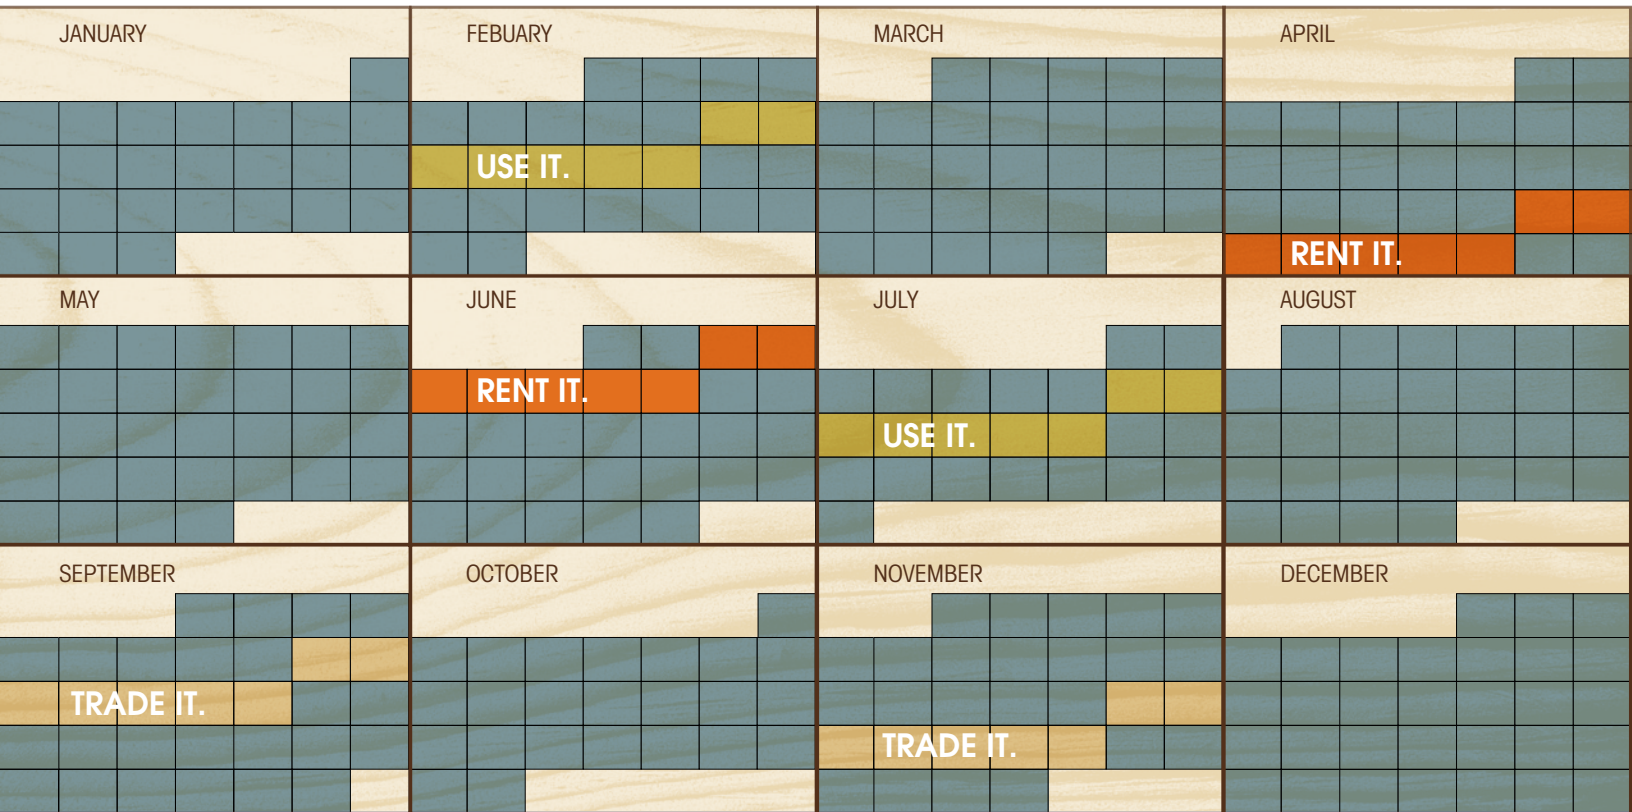 JANUARY
FEBUARY
MARCH
APRIL
USE IT.
RENT IT.
MAY
JUNE
JULY
AUGUST
RENT IT.
USE IT.
SEPTEMBER
OCTOBER
NOVEMBER
DECEMBER
TRADE IT.
TRADE IT.